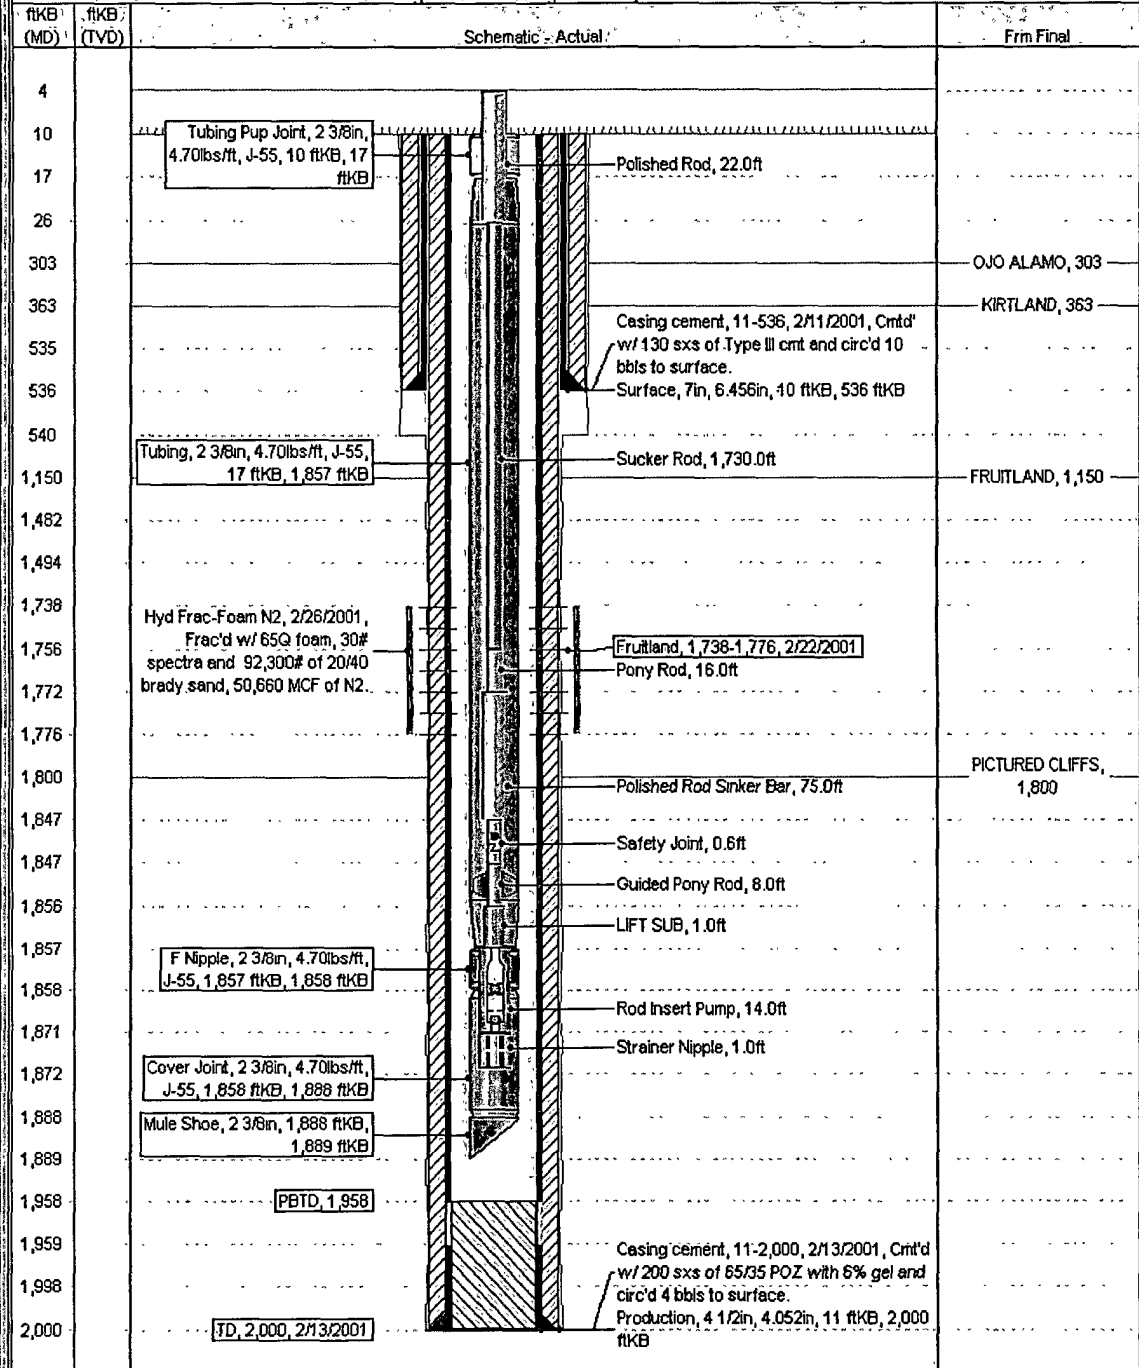 ftKB (MD)
ftKB (TVD)
Schematic - Actual
Frm Final
4
10
17
26
303
363
535
536
540
1,150
1,482
1,494
1,738
1,756
1,772
1,776
1,800
1,847
1,847
1,856
1,857
1,858
1,871
1,872
1,888
1,889
1,958
1,959
1,998
2,000
Tubing Pup Joint, 2 3/8in,
4.70lbs/ft, J-55, 10 ftKB, 17
ftKB
Polished Rod, 22.0ft
OJO ALAMO, 303
KIRTLAND, 363
Casing cement, 11-536, 2/11/2001, Cmtd'
w/ 130 sxs of Type III cmt and circ'd 10
bbls to surface.
Surface, 7in, 6.456in, 10 ftKB, 536 ftKB
Tubing, 2 3/8in, 4.70lbs/ft, J-55,
17 ftKB, 1,857 ftKB
Sucker Rod, 1,730.0ft
FRUITLAND, 1,150
Hyd Frac-Foam N2, 2/26/2001,
Frac'd w/ 65Q foam, 30#
spectra and 92,300# of 20/40
brady sand, 50,660 MCF of N2.
Fruitland, 1,738-1,776, 2/22/2001
Pony Rod, 16.0ft
PICTURED CLIFFS,
1,800
Polished Rod Sinker Bar, 75.0ft
Safety Joint, 0.6ft
Guided Pony Rod, 8.0ft
LIFT SUB, 1.0ft
F Nipple, 2 3/8in, 4.70lbs/ft,
J-55, 1,857 ftKB, 1,858 ftKB
Rod Insert Pump, 14.0ft
Strainer Nipple, 1.0ft
Cover Joint, 2 3/8in, 4.70lbs/ft,
J-55, 1,858 ftKB, 1,888 ftKB
Mule Shoe, 2 3/8in, 1,888 ftKB,
1,889 ftKB
PBTD, 1,958
Casing cement, 11-2,000, 2/13/2001, Cmt'd
w/ 200 sxs of 65/35 POZ with 6% gel and
circ'd 4 bbls to surface.
Production, 4 1/2in, 4.052in, 11 ftKB, 2,000
ftKB
TD, 2,000, 2/13/2001